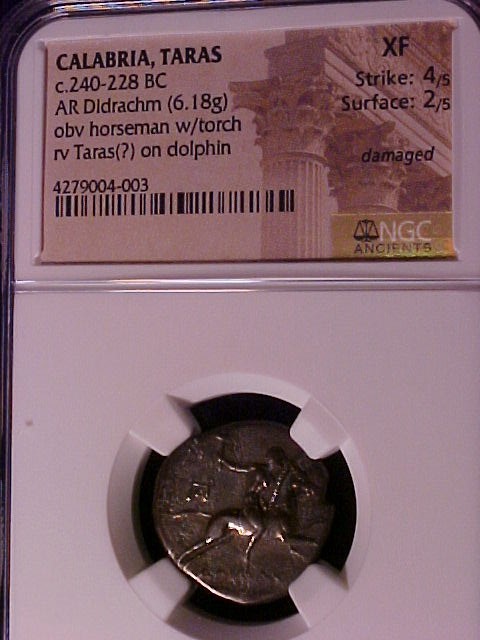 CALABRIA, TARAS
c.240-228 BC
AR DIdrachm (6.18g)
obv horseman w/torch
rv Taras(?) on dolphin
4279004-003
XF
Strike: 4/5
Surface: 2/5
damaged
NGC
ANCIENTS